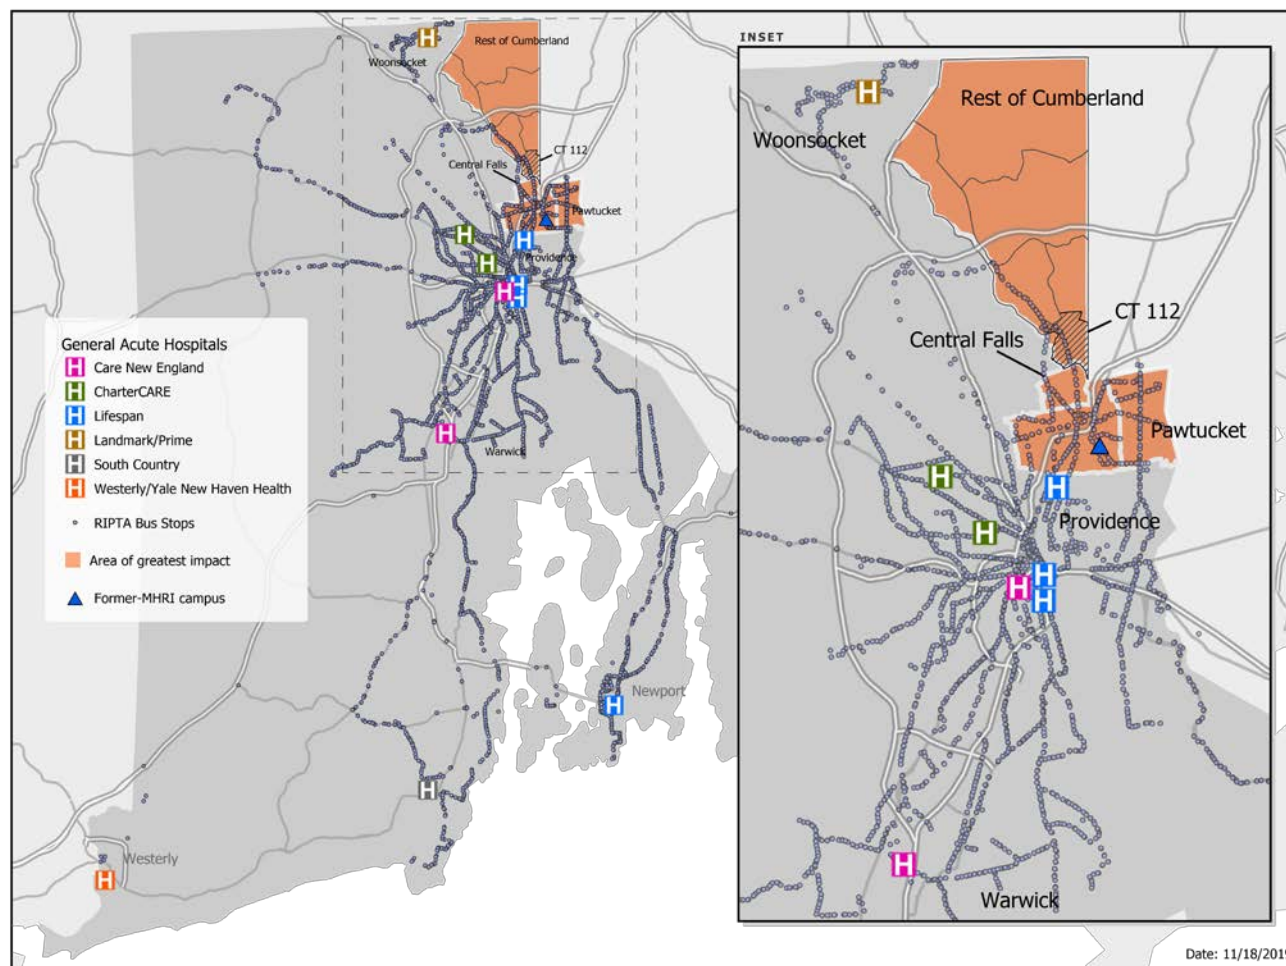 Rest of Cumberland
Woonsocket
CT 112
Central Falls
Pawtucket
H
H
Providence
H
H
H
H
H
General Acute Hospitals
H Care New England
H CharterCARE
H Lifespan
H Landmark/Prime
H South Country
H Westerly/Yale New Haven Health
RIPTA Bus Stops
Area of greatest impact
Former-MHRI campus
H
Warwick
Newport
H
H
Westerly
H
INSET
H
Rest of Cumberland
Woonsocket
CT 112
Central Falls
Pawtucket
H
H
Providence
H
H
H
H
H
Warwick
Date: 11/18/2019